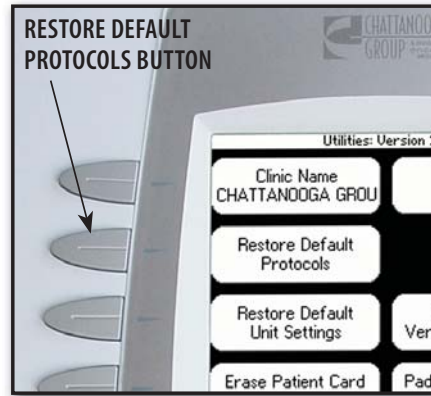 RESTORE DEFAULT
PROTOCOLS BUTTON
CHATTANOO
GROUP
Utilities: Version
Clinic Name
CHATTANOOGA GROU
Restore Default
Protocols
Restore Default
Unit Settings
Ver
Erase Patient Card
Pad